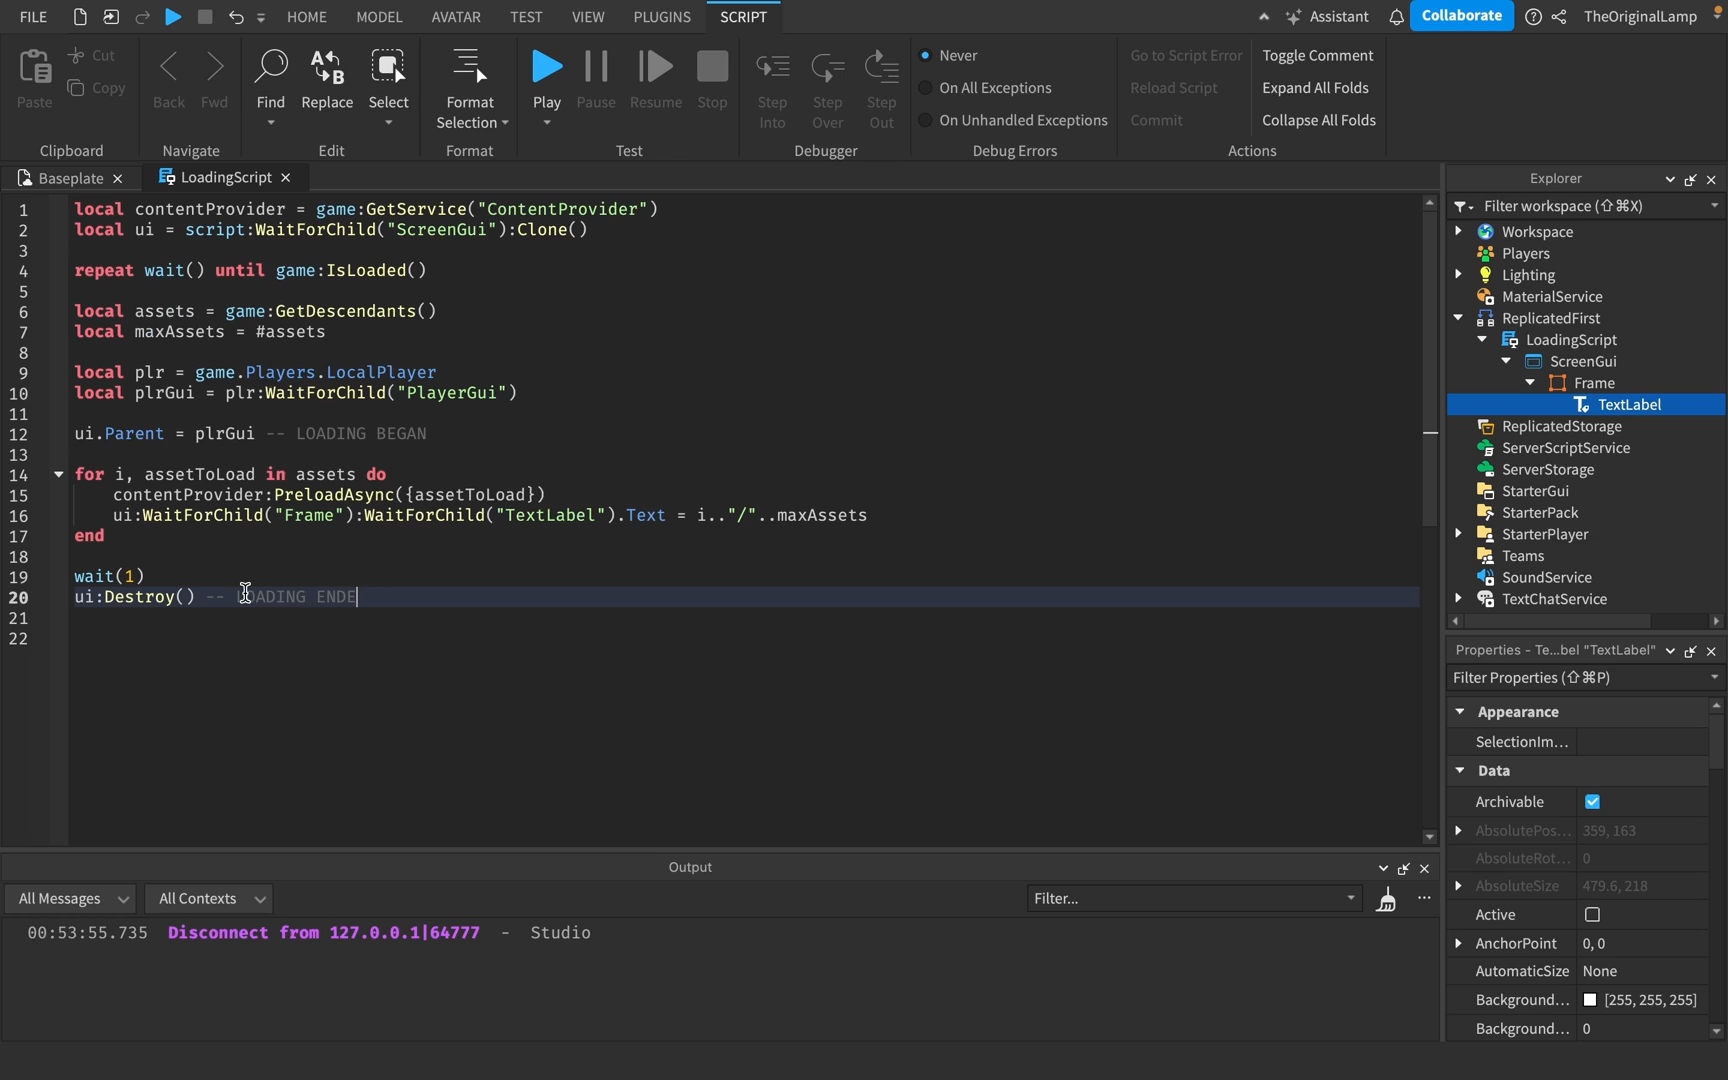 FILE HOME MODEL AVATAR TEST VIEW PLUGINS SCRIPT Assistant Collaborate TheOriginalLamp
Paste Cut Copy Back Fwd Find Replace Select Format Selection Play Pause Resume Stop Step Into Step Over Step Out
Never
On All Exceptions
On Unhandled Exceptions
Go to Script Error
Reload Script
Commit
Toggle Comment
Expand All Folds
Collapse All Folds
Clipboard Navigate Edit Format Test Debugger Debug Errors Actions
Baseplate LoadingScript
1 local contentProvider = game:GetService("ContentProvider")
2 local ui = script:WaitForChild("ScreenGui"):Clone()
3
4 repeat wait() until game:IsLoaded()
5
6 local assets = game:GetDescendants()
7 local maxAssets = #assets
8
9 local plr = game.Players.LocalPlayer
10 local plrGui = plr:WaitForChild("PlayerGui")
11
12 ui.Parent = plrGui -- LOADING BEGAN
13
14 for i, assetToLoad in assets do
15 contentProvider:PreloadAsync({assetToLoad})
16 ui:WaitForChild("Frame"):WaitForChild("TextLabel").Text = i.."/"..maxAssets
17 end
18
19 wait(1)
20 ui:Destroy() -- LOADING ENDE
21
22
Output
All Messages All Contexts Filter...
00:53:55.735 Disconnect from 127.0.0.1|64777 - Studio
Explorer
Filter workspace (⇧⌘X)
Workspace
Players
Lighting
MaterialService
ReplicatedFirst
LoadingScript
ScreenGui
Frame
TextLabel
ReplicatedStorage
ServerScriptService
ServerStorage
StarterGui
StarterPack
StarterPlayer
Teams
SoundService
TextChatService
Properties - Te...bel "TextLabel"
Filter Properties (⇧⌘P)
Appearance
SelectionIm...
Data
Archivable
AbsolutePos... 359, 163
AbsoluteRot... 0
AbsoluteSize 479.6, 218
Active
AnchorPoint 0, 0
AutomaticSize None
Background... [255, 255, 255]
Background... 0